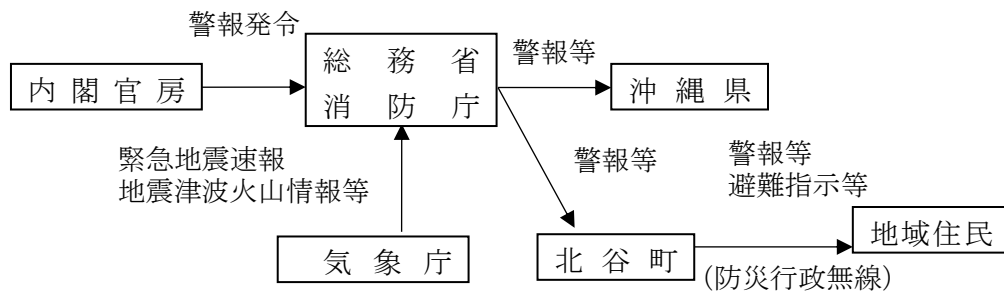 警報発令
総務省
消防庁
警報等
内閣官房
沖縄県
緊急地震速報
地震津波火山情報等
警報等
警報等
避難指示等
気象庁
北谷町
地域住民
(防災行政無線)